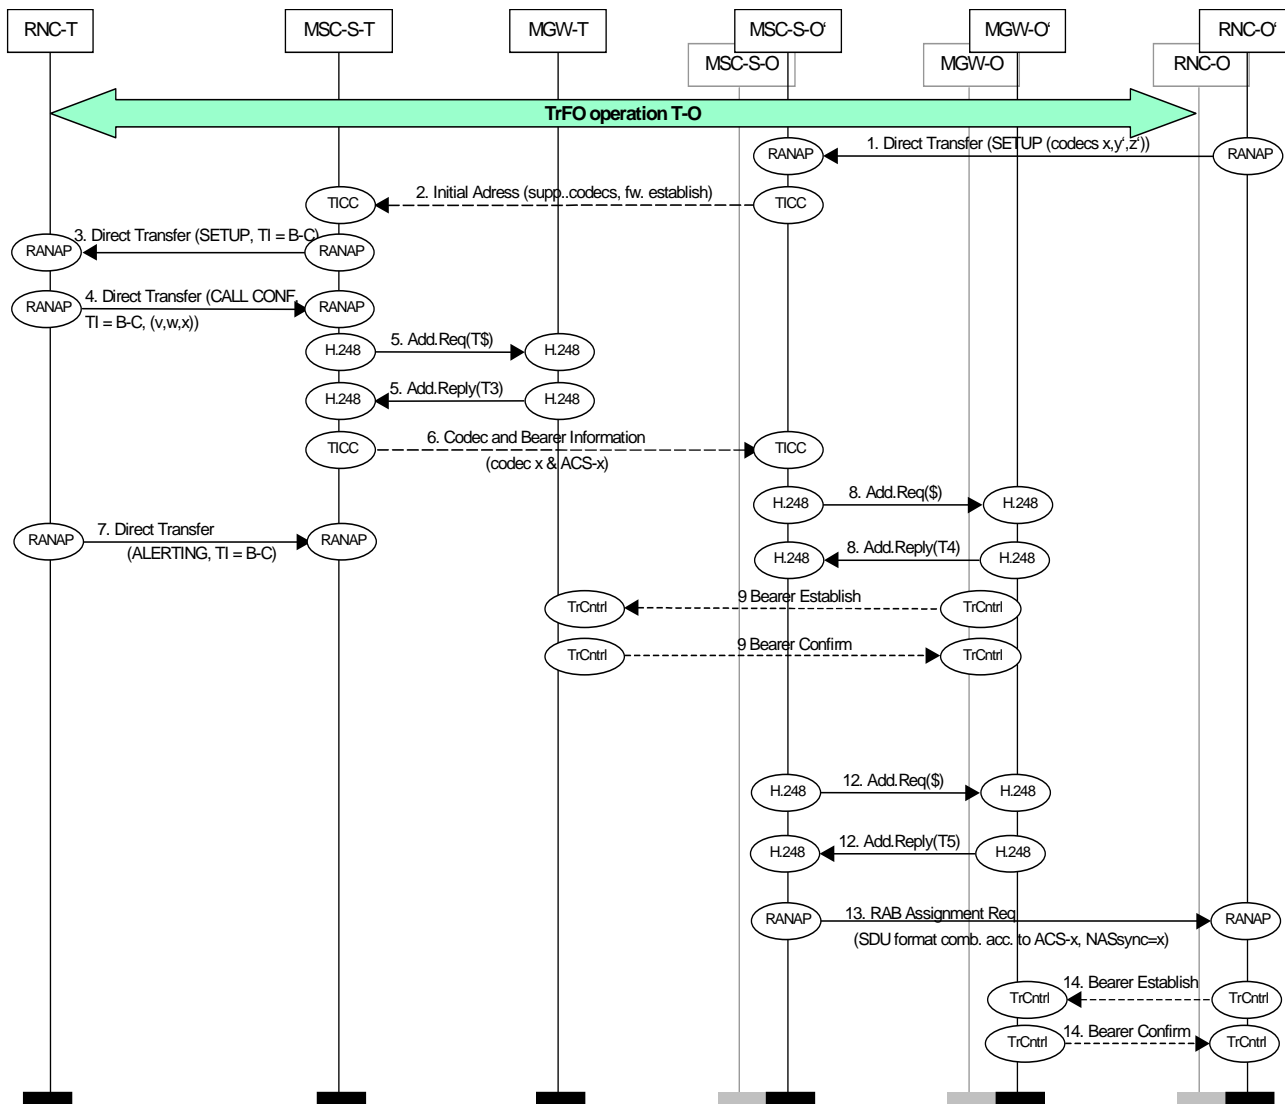 RNC-T
MSC-S-T
MGW-T
MSC-S-O'
MGW-O'
RNC-O'
MSC-S-O
MGW-O
RNC-O
TrFO operation T-O
RANAP
1. Direct Transfer (SETUP (codecs x,y',z'))
RANAP
TICC
2. Initial Adress (supp..codecs, fw. establish)
TICC
RANAP
3. Direct Transfer (SETUP, TI = B-C)
RANAP
RANAP
4. Direct Transfer (CALL CONF,
TI = B-C, (v,w,x))
RANAP
H.248
5. Add.Req(T$)
H.248
H.248
5. Add.Reply(T3)
H.248
TICC
6. Codec and Bearer Information
(codec x & ACS-x)
TICC
H.248
8. Add.Req($)
H.248
RANAP
7. Direct Transfer
(ALERTING, TI = B-C)
RANAP
H.248
8. Add.Reply(T4)
H.248
TrCntrl
9 Bearer Establish
TrCntrl
TrCntrl
9 Bearer Confirm
TrCntrl
H.248
12. Add.Req($)
H.248
H.248
12. Add.Reply(T5)
H.248
RANAP
13. RAB Assignment Req
(SDU format comb. acc. to ACS-x, NASsync=x)
RANAP
TrCntrl
14. Bearer Establish
TrCntrl
TrCntrl
14. Bearer Confirm
TrCntrl